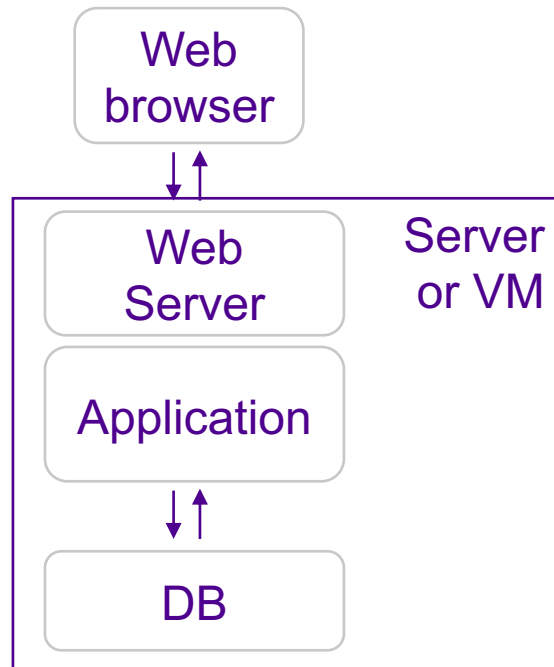 Web
browser
Web
Server
Server
or VM
Application
DB